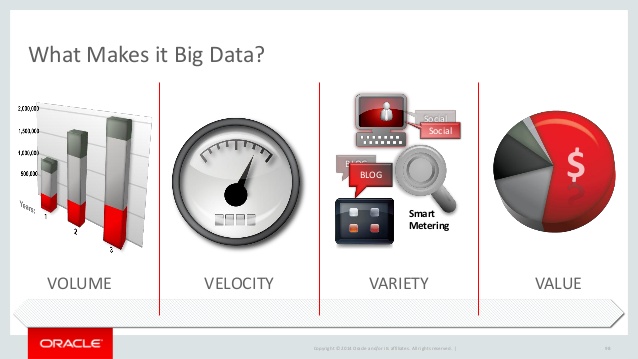 What Makes it Big Data?
2,000,000
1,500,000
1,000,000
500,000
Years:
1
2
3
Social
Social
BLOG
BLOG
Smart
Metering
$
VOLUME
VELOCITY
VARIETY
VALUE
ORACLE
Copyright © 2014 Oracle and/or its affiliates. All rights reserved. |